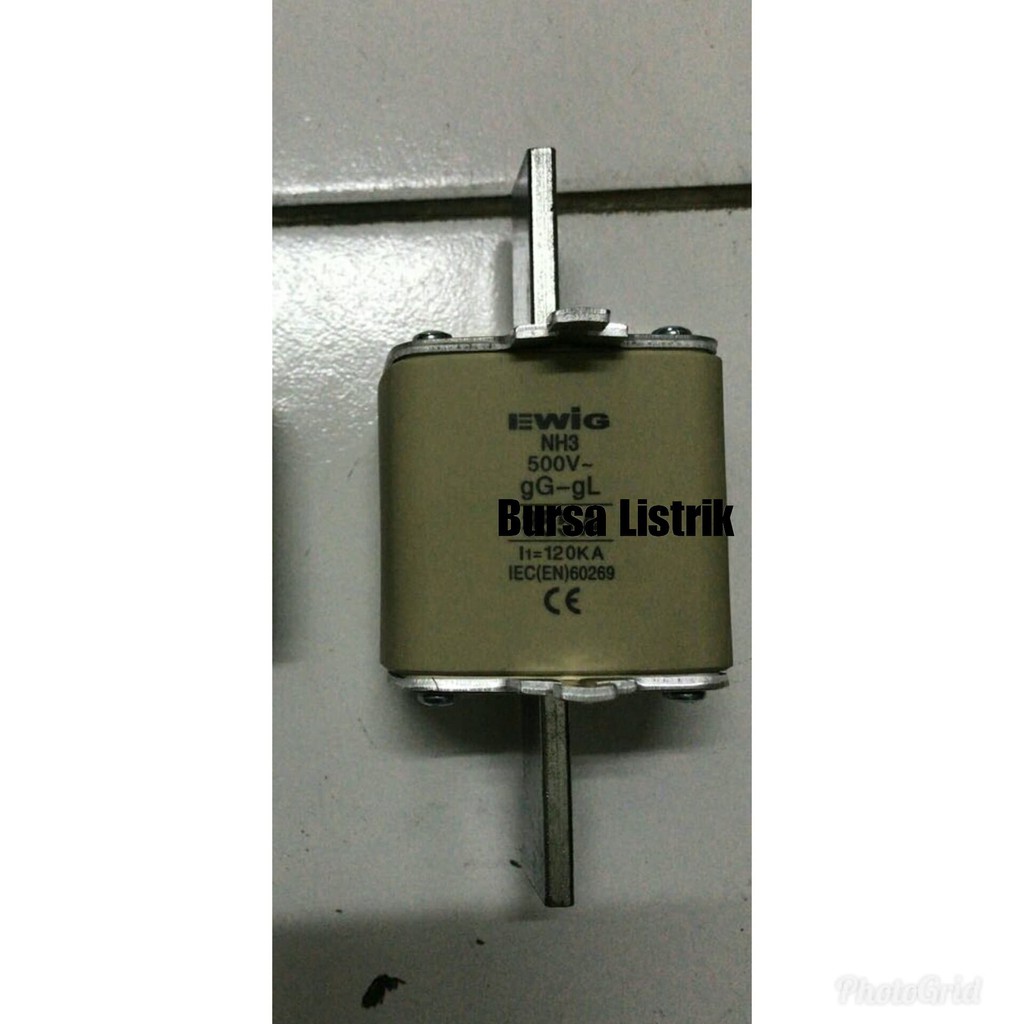 EWiG
NH3
500V~
gG-gL
Bursa Listrik
I1=120KA
IEC(EN)60269
CE
PhotoGrid